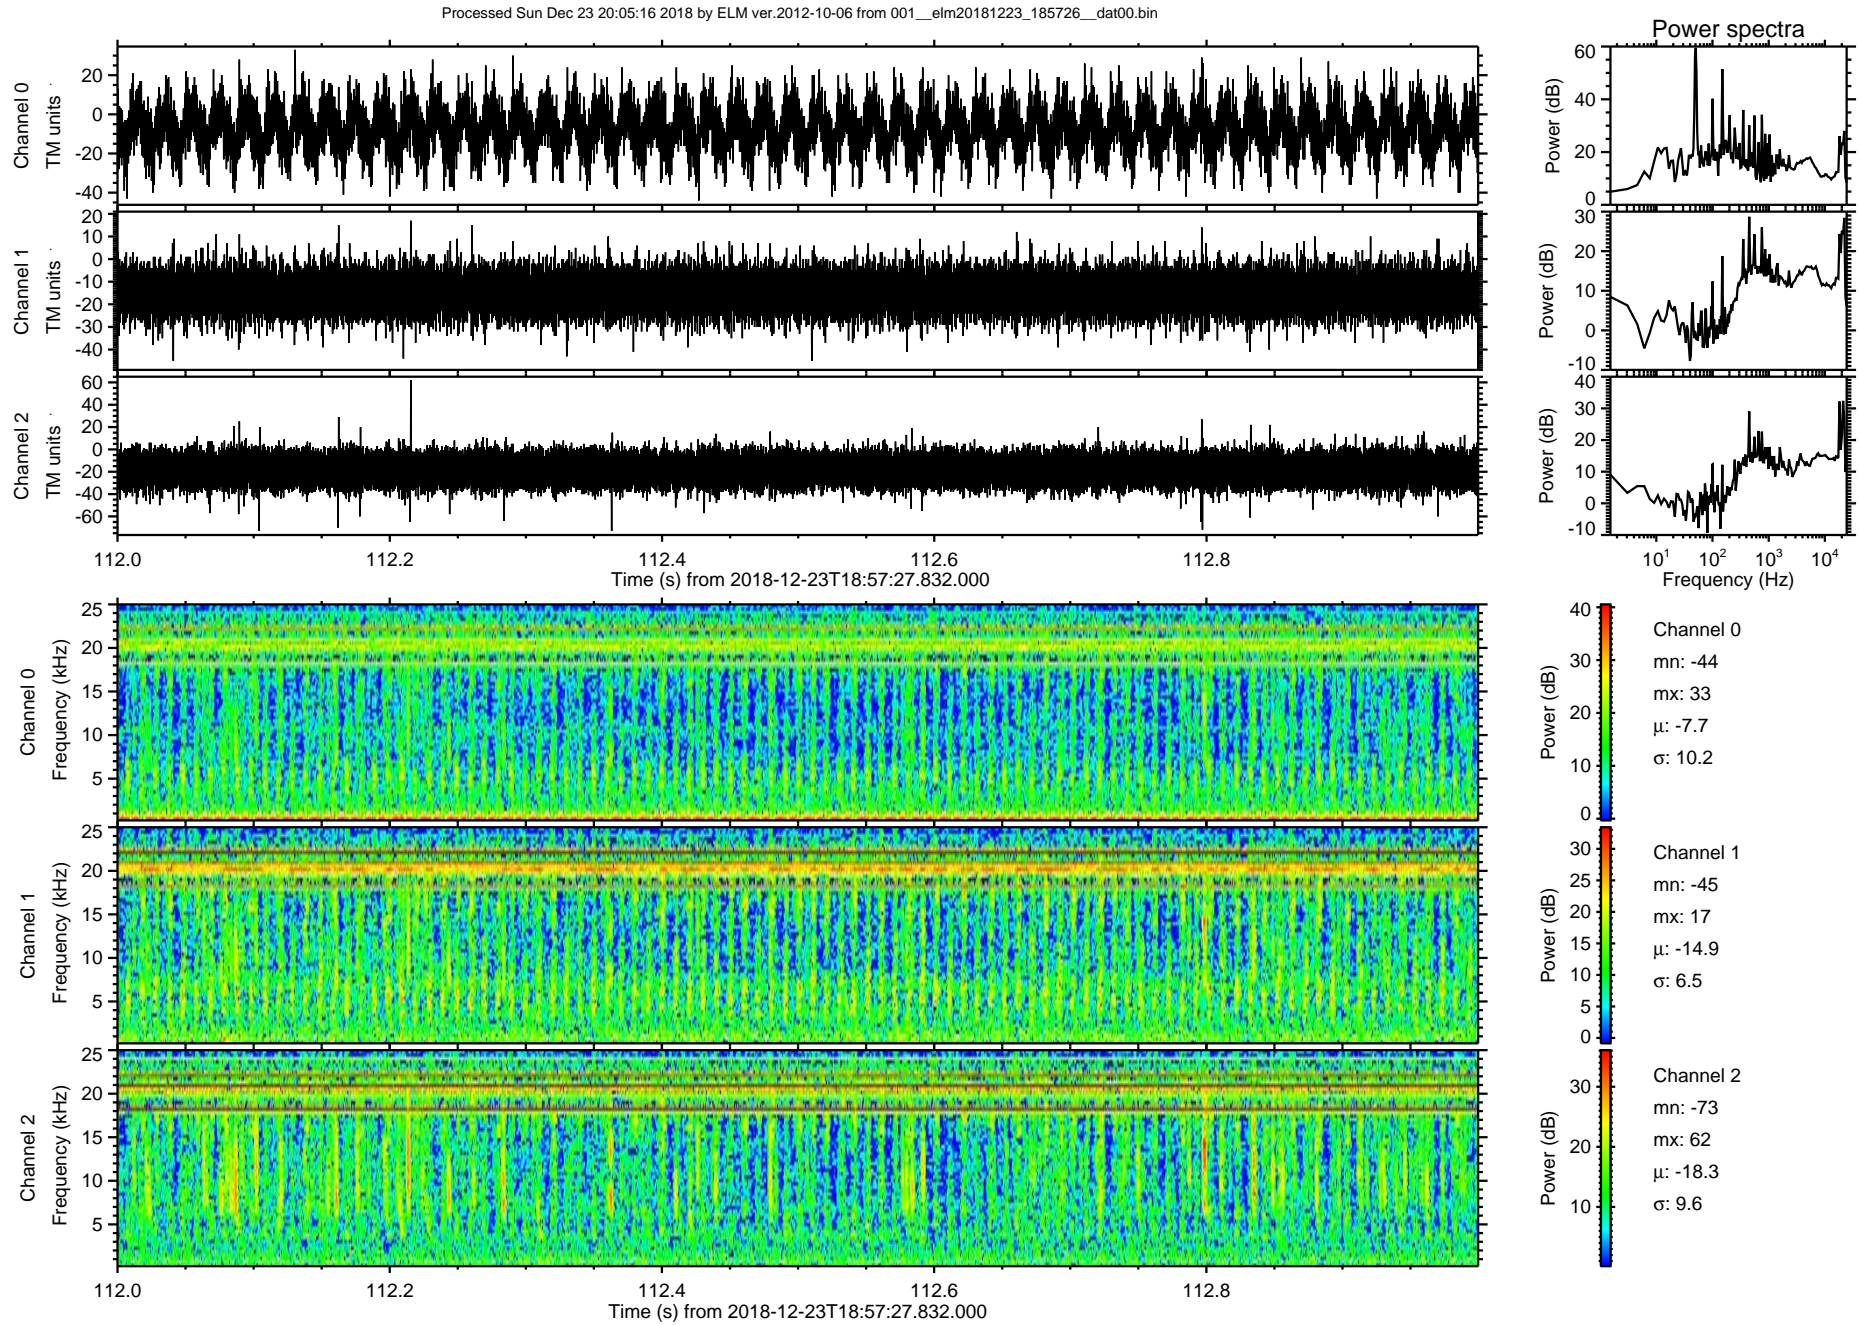 Processed Sun Dec 23 20:05:16 2018 by ELM ver.2012-10-06 from 001__elm20181223_185726__dat00.bin
Power spectra
Channel 0
TM units
20
0
-20
-40
Power (dB)
60
40
20
0
Channel 1
TM units
20
10
0
-10
-20
-30
-40
Power (dB)
30
20
10
0
-10
Channel 2
TM units
60
40
20
0
-20
-40
-60
Power (dB)
40
30
20
10
0
-10
112.0 112.2 112.4 112.6 112.8
Time (s) from 2018-12-23T18:57:27.832.000
10^1 10^2 10^3 10^4
Frequency (Hz)
Channel 0
Frequency (kHz)
25
20
15
10
5
Power (dB)
40
30
20
10
0
Channel 0
mn: -44
mx: 33
µ: -7.7
σ: 10.2
Channel 1
Frequency (kHz)
25
20
15
10
5
Power (dB)
30
25
20
15
10
5
0
Channel 1
mn: -45
mx: 17
µ: -14.9
σ: 6.5
Channel 2
Frequency (kHz)
25
20
15
10
5
Power (dB)
30
20
10
Channel 2
mn: -73
mx: 62
µ: -18.3
σ: 9.6
112.0 112.2 112.4 112.6 112.8
Time (s) from 2018-12-23T18:57:27.832.000